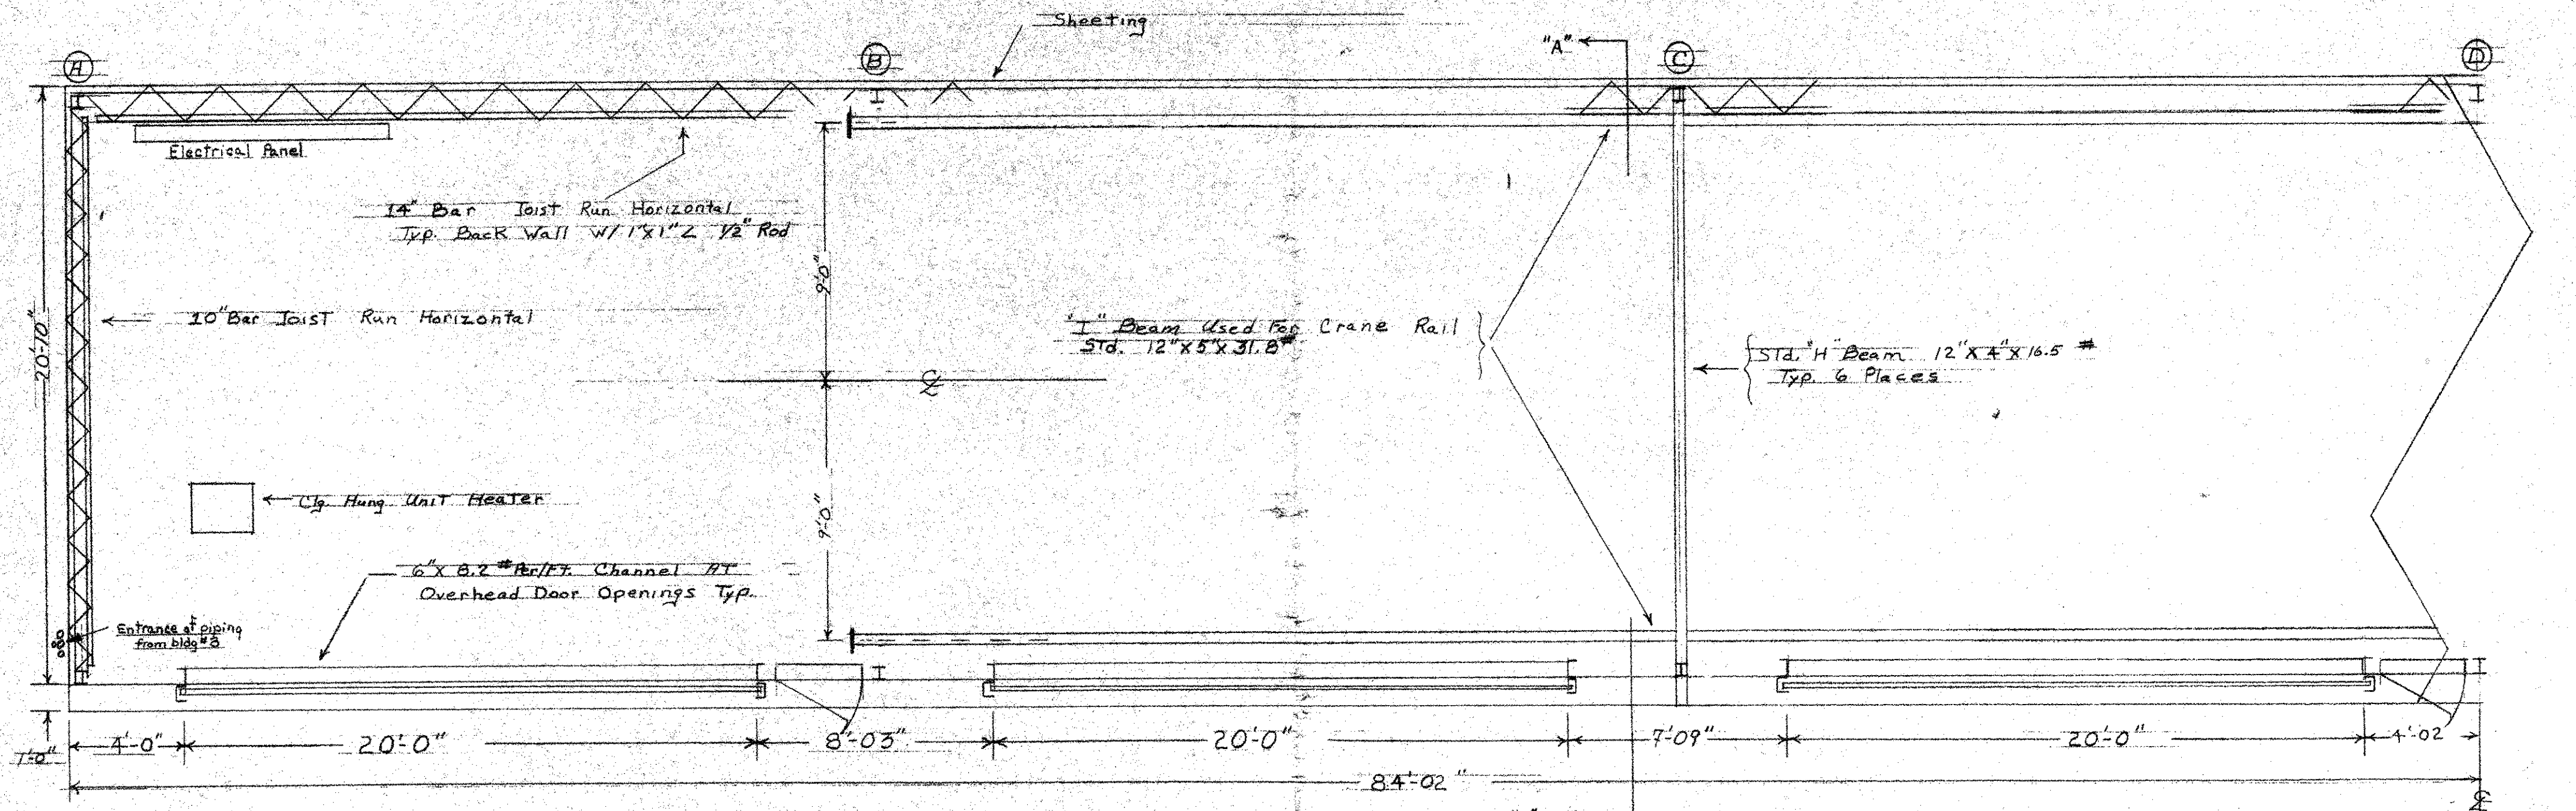 Sheeting
A
B
"A"
C
D
Electrical Panel
14" Bar Joist Run Horizontal
Typ. Back Wall W/ 1"X1"∠ 1/2" Rod
9'-0"
20'-10"
10" Bar Joist Run Horizontal
"I" Beam Used For Crane Rail
STd. 12"X5"X31.8#
STd. "H" Beam 12"X4"X16.5#
Typ. 6 Places
℄
Clg. Hung Unit Heater
9'-0"
6"X 8.2# Per/Ft. Channel AT
Overhead Door Openings Typ.
Entrance of piping
from bldg #3
1'-0"
4'-0" 20'-0" 8'-03" 20'-0" 7'-09" 20'-0" 4'-02
84'-02"
℄